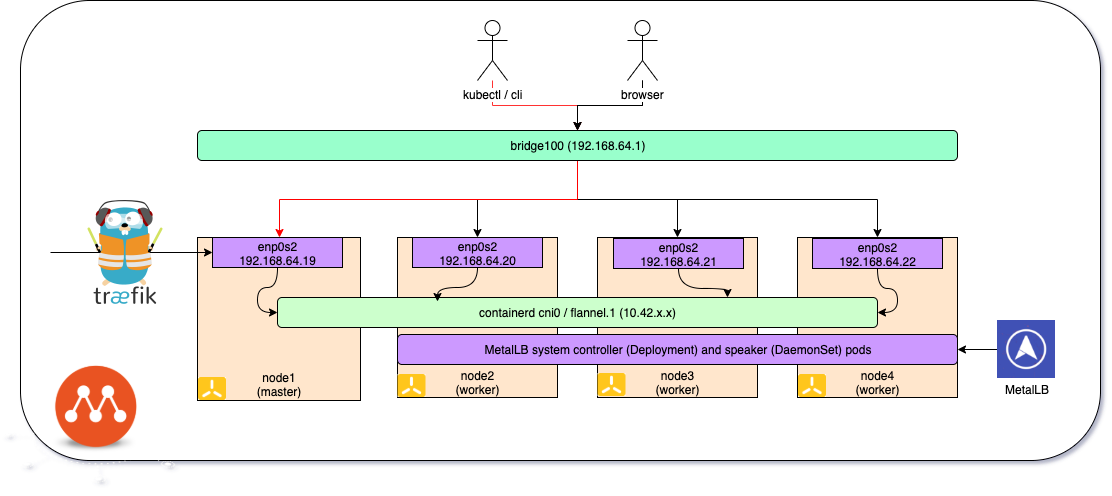 kubectl / cli
browser
bridge100 (192.168.64.1)
enp0s2
192.168.64.19
enp0s2
192.168.64.20
enp0s2
192.168.64.21
enp0s2
192.168.64.22
træfik
containerd cni0 / flannel.1 (10.42.x.x)
MetalLB system controller (Deployment) and speaker (DaemonSet) pods
node1
(master)
node2
(worker)
node3
(worker)
node4
(worker)
MetalLB